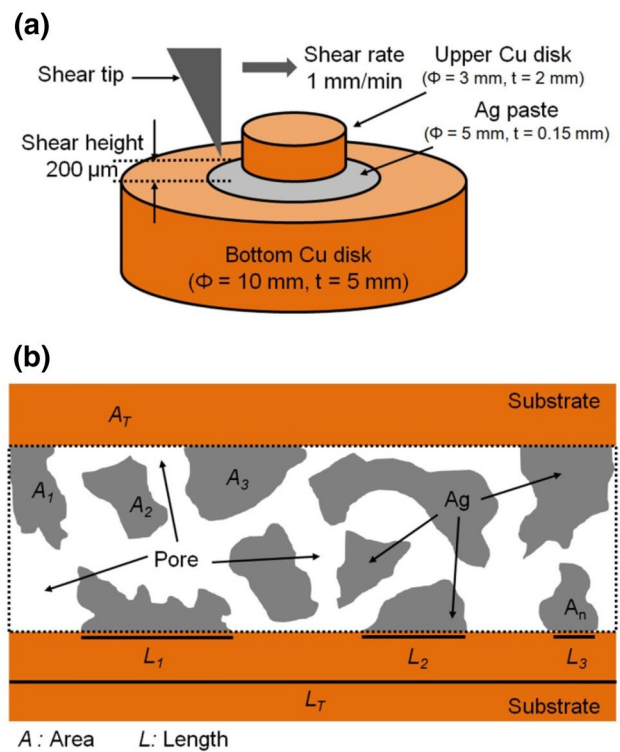 (a)
Shear tip
Shear rate
1 mm/min
Upper Cu disk
(Φ = 3 mm, t = 2 mm)
Ag paste
(Φ = 5 mm, t = 0.15 mm)
Shear height
200 µm
Bottom Cu disk
(Φ = 10 mm, t = 5 mm)
(b)
Substrate
A_T
A_1
A_2
A_3
Ag
Pore
A_n
L_1
L_2
L_3
L_T
Substrate
A : Area L: Length